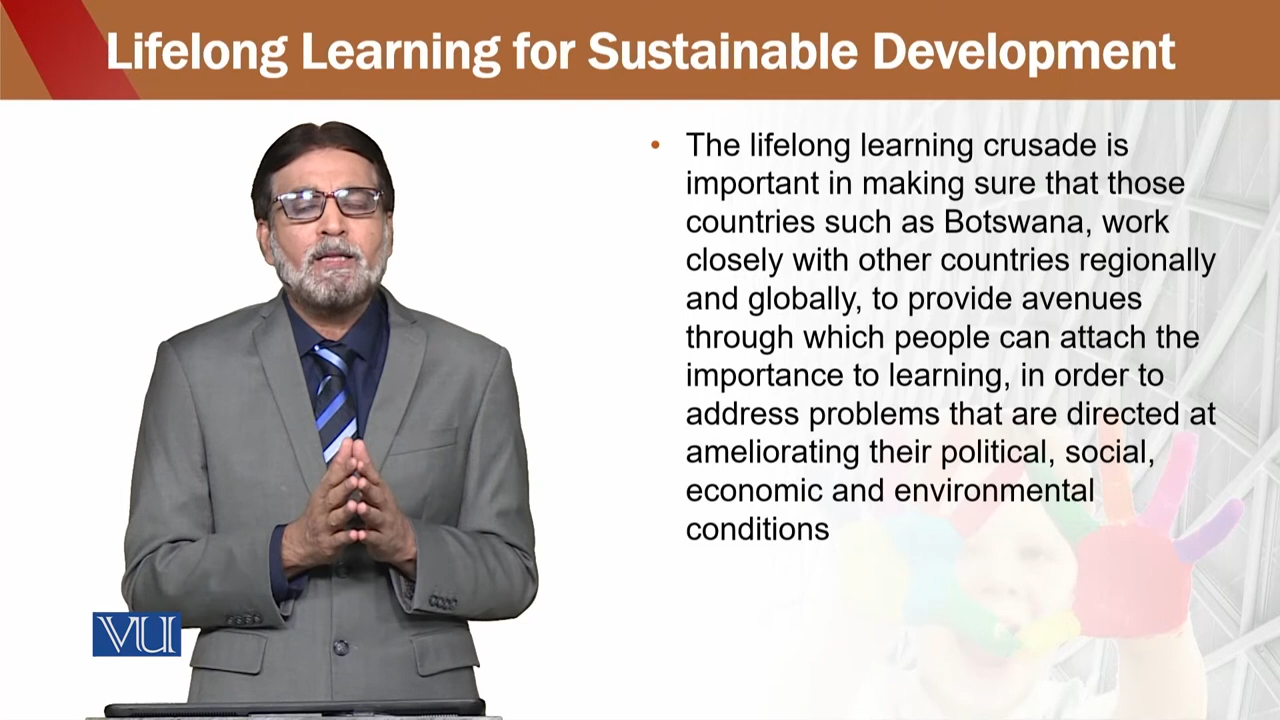 Lifelong Learning for Sustainable Development
• The lifelong learning crusade is
important in making sure that those
countries such as Botswana, work
closely with other countries regionally
and globally, to provide avenues
through which people can attach the
importance to learning, in order to
address problems that are directed at
ameliorating their political, social,
economic and environmental
conditions
VU